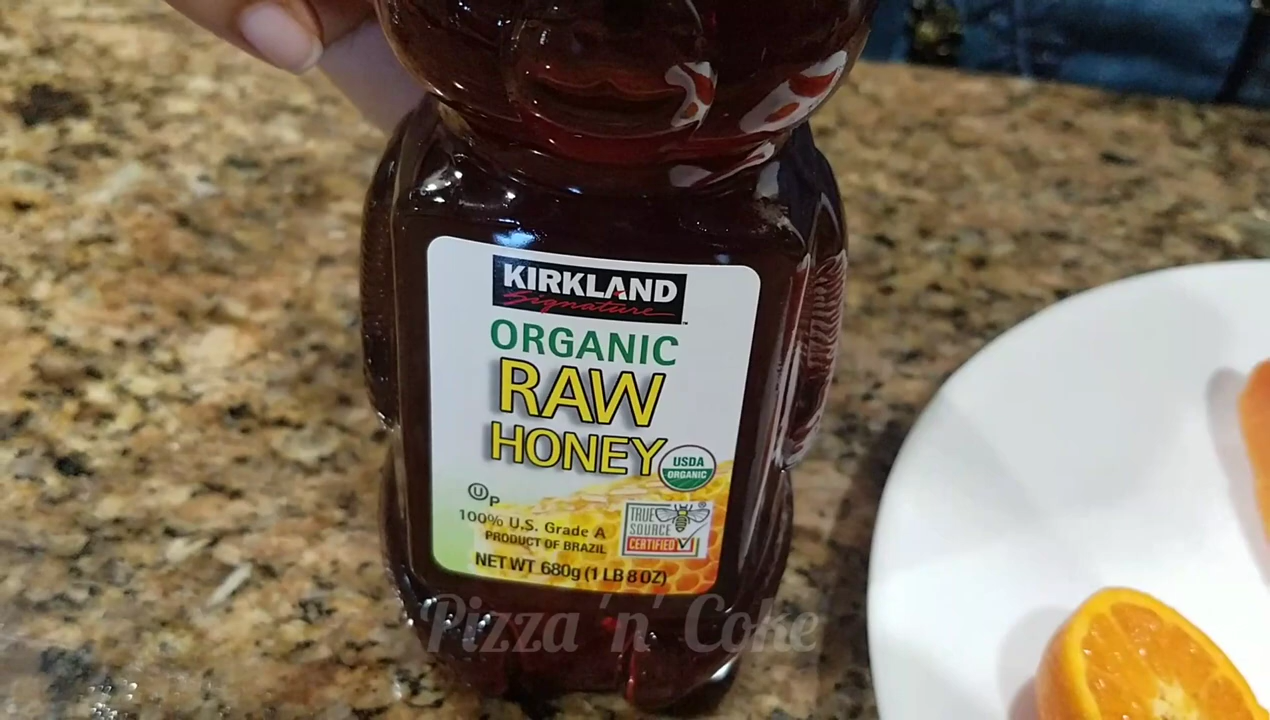 KIRKLAND
Signature™
ORGANIC
RAW
HONEY
USDA
ORGANIC
U P
100% U.S. Grade A
PRODUCT OF BRAZIL
TRUE
SOURCE
CERTIFIED
®
NET WT 680g (1 LB 8 OZ)
Pizza 'n' Coke